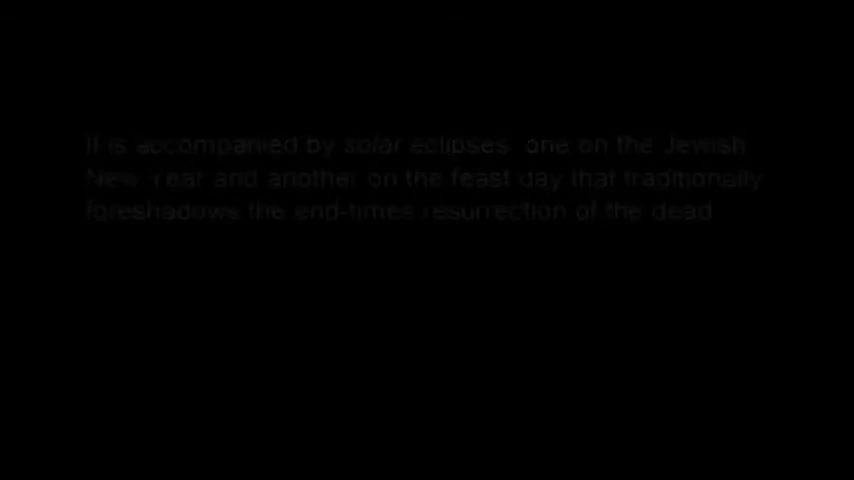 It is accompanied by solar eclipses, one on the Jewish
New Year and another on the feast day that traditionally
foreshadows the end-times resurrection of the dead